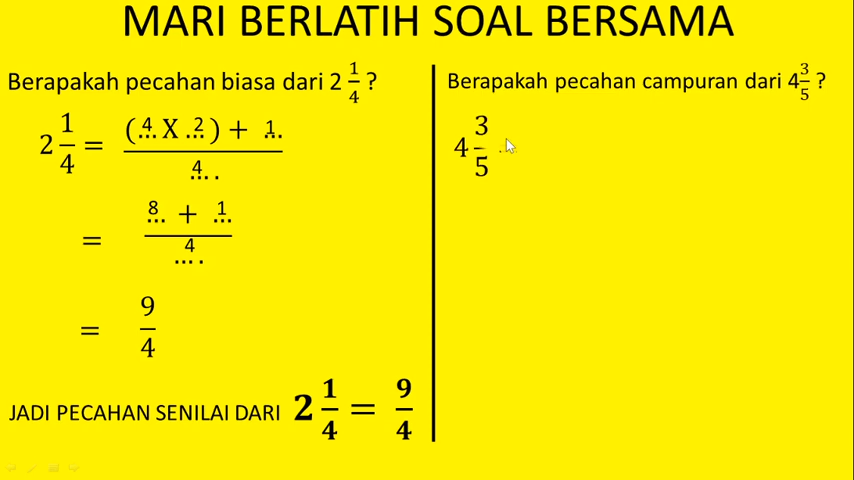 MARI BERLATIH SOAL BERSAMA
Berapakah pecahan biasa dari 2 1/4 ?
2 1/4 = ((4 X 2) + 1)/4
= (8 + 1)/4
= 9/4
JADI PECAHAN SENILAI DARI 2 1/4 = 9/4
Berapakah pecahan campuran dari 4 3/5 ?
4 3/5